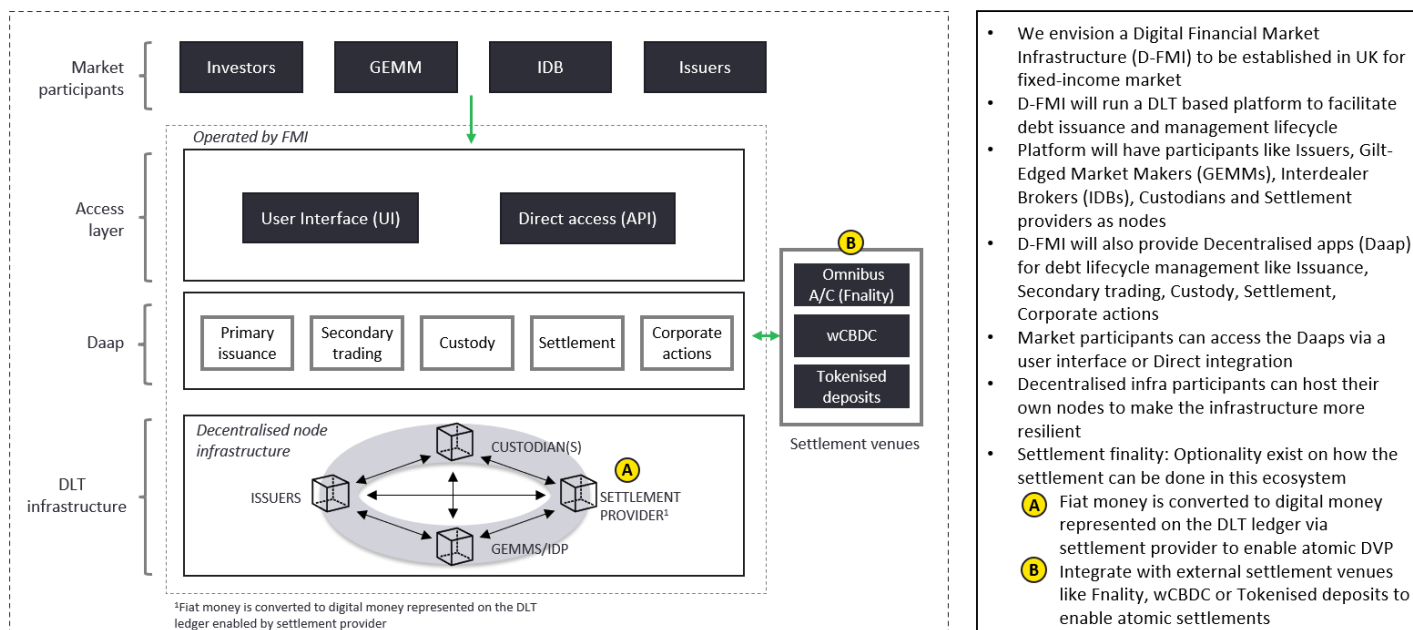 Market
participants
Investors
GEMM
IDB
Issuers
Operated by FMI
Access
layer
User Interface (UI)
Direct access (API)
B
Omnibus
A/C (Fnality)
wCBDC
Tokenised
deposits
Settlement venues
Daap
Primary
issuance
Secondary
trading
Custody
Settlement
Corporate
actions
DLT
infrastructure
Decentralised node
infrastructure
CUSTODIAN(S)
A
ISSUERS
SETTLEMENT
PROVIDER¹
GEMMS/IDP
¹Fiat money is converted to digital money represented on the DLT
ledger enabled by settlement provider
• We envision a Digital Financial Market
Infrastructure (D-FMI) to be established in UK for
fixed-income market
• D-FMI will run a DLT based platform to facilitate
debt issuance and management lifecycle
• Platform will have participants like Issuers, Gilt-
Edged Market Makers (GEMMs), Interdealer
Brokers (IDBs), Custodians and Settlement
providers as nodes
• D-FMI will also provide Decentralised apps (Daap)
for debt lifecycle management like Issuance,
Secondary trading, Custody, Settlement,
Corporate actions
• Market participants can access the Daaps via a
user interface or Direct integration
• Decentralised infra participants can host their
own nodes to make the infrastructure more
resilient
• Settlement finality: Optionality exist on how the
settlement can be done in this ecosystem
A Fiat money is converted to digital money
represented on the DLT ledger via
settlement provider to enable atomic DVP
B Integrate with external settlement venues
like Fnality, wCBDC or Tokenised deposits to
enable atomic settlements